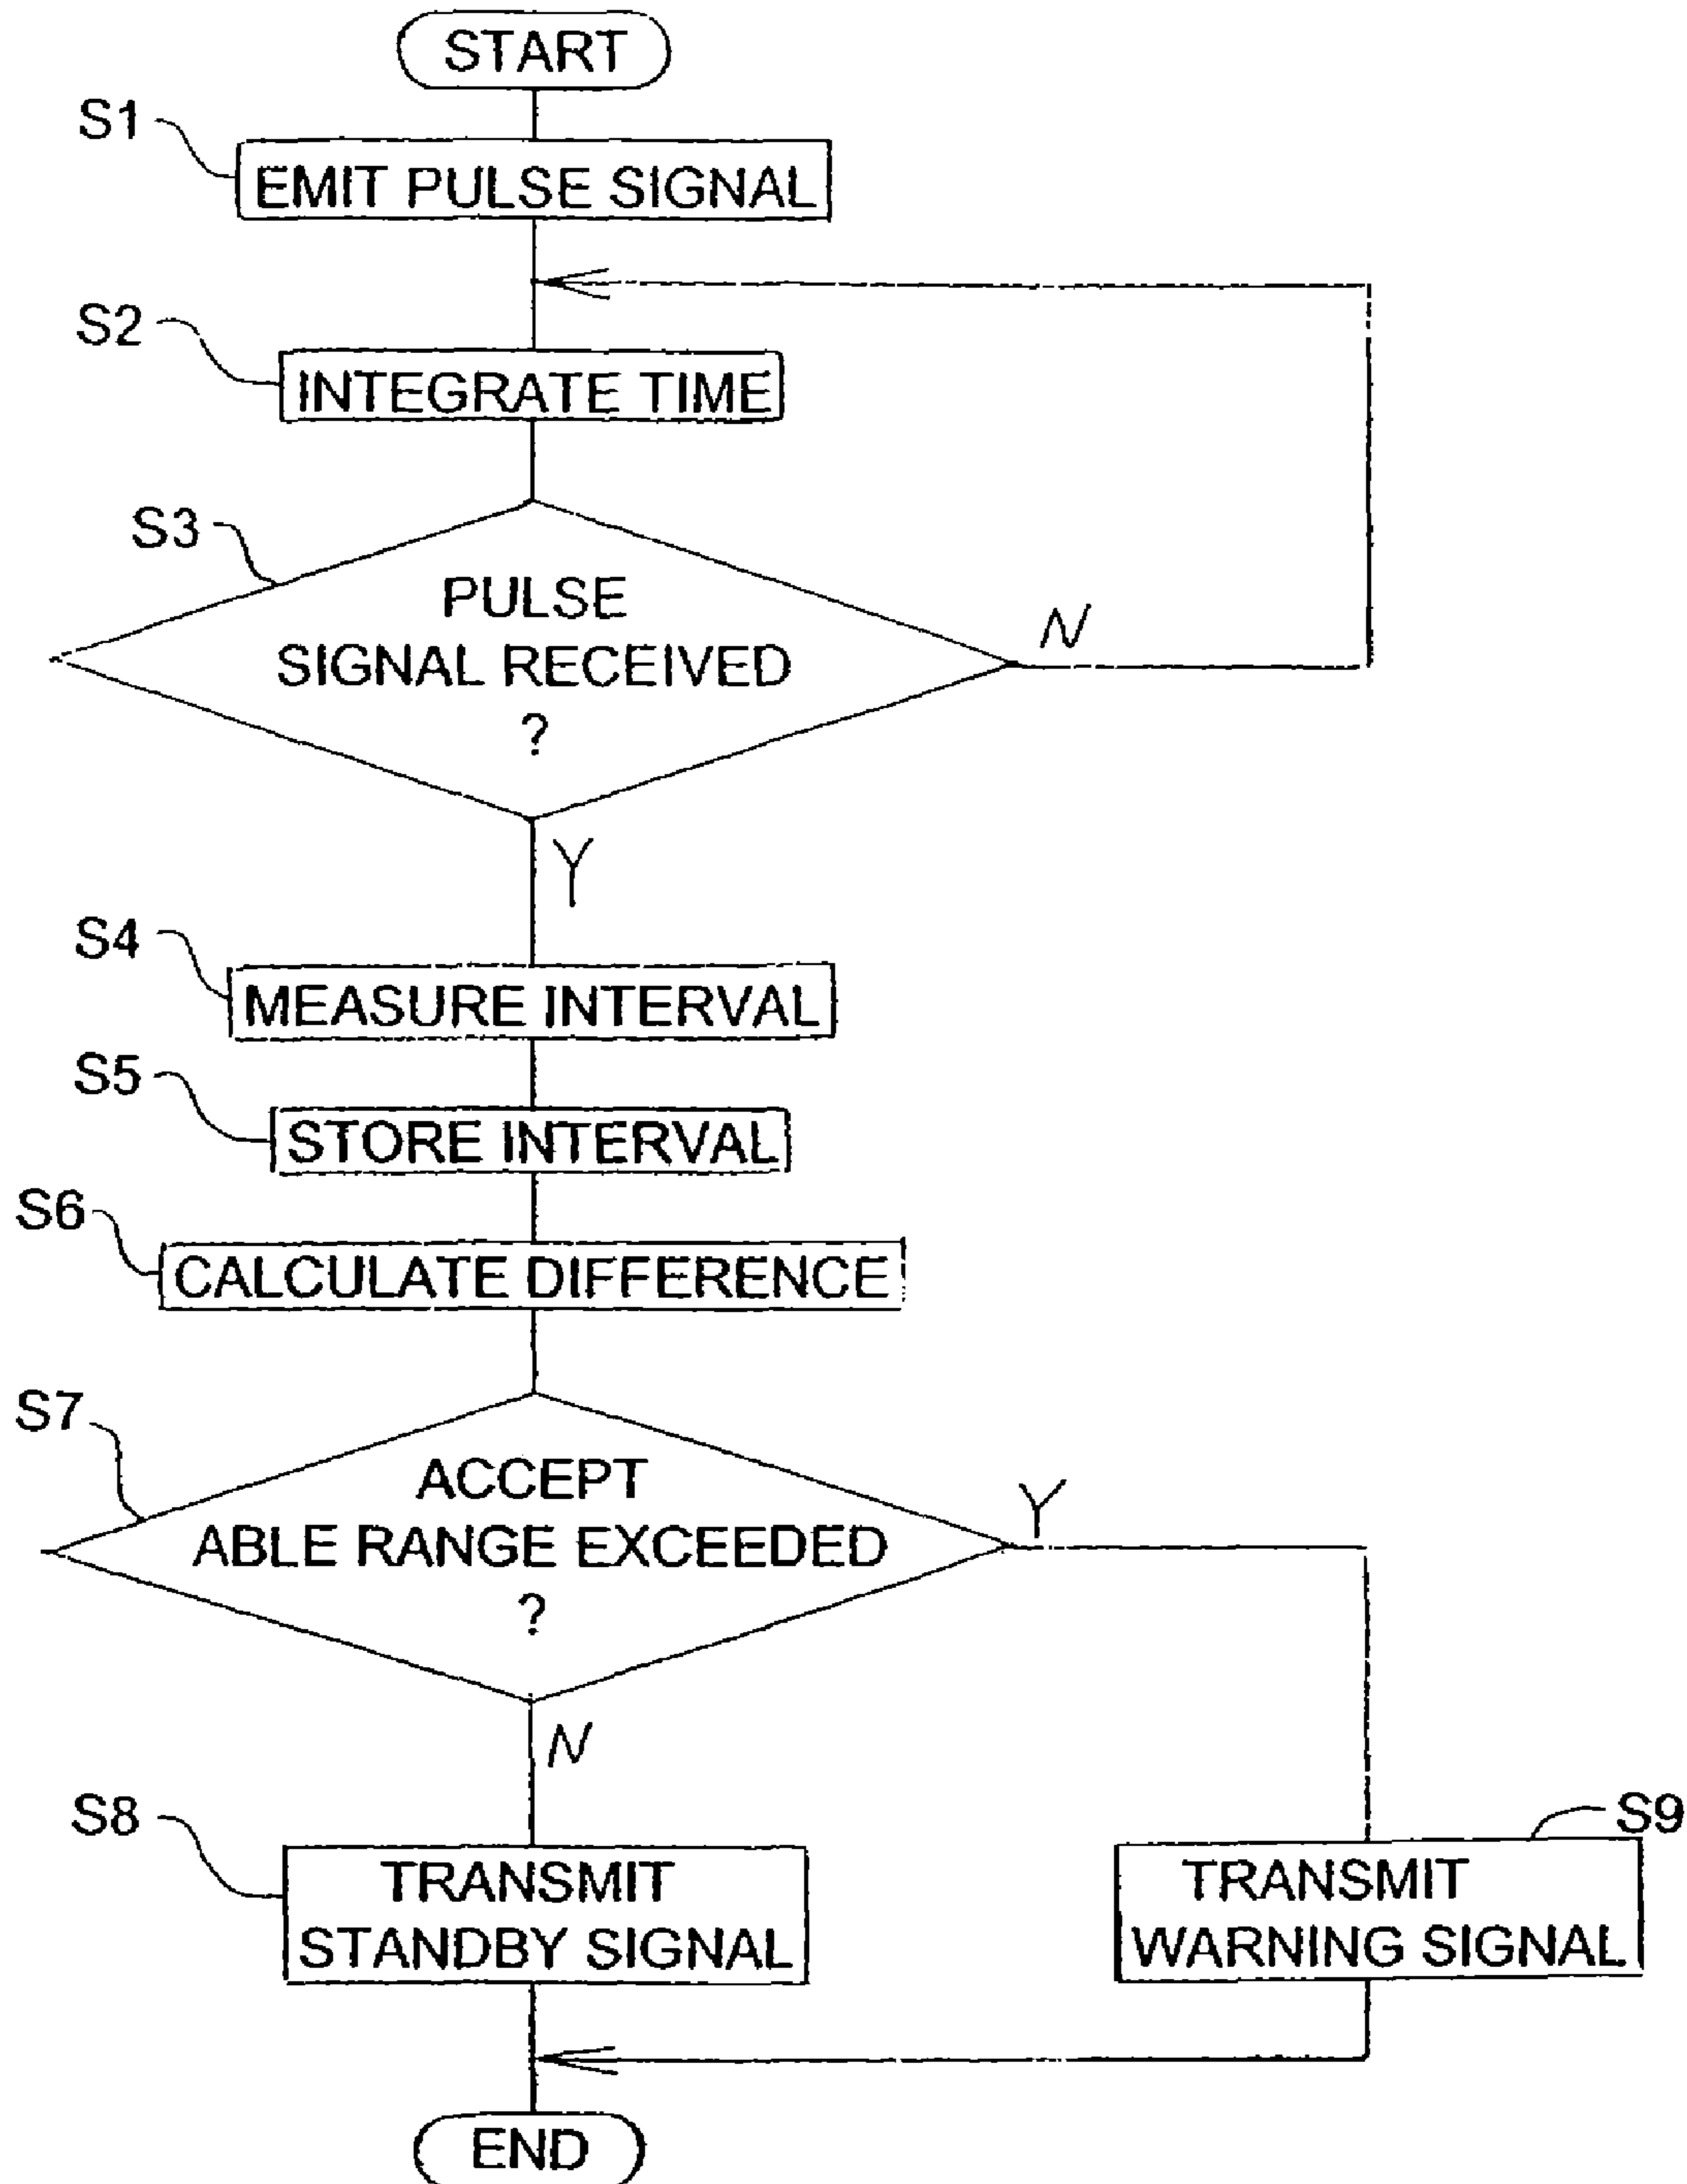 START
S1
EMIT PULSE SIGNAL
S2
INTEGRATE TIME
S3
PULSE
SIGNAL RECEIVED
?
N
Y
S4
MEASURE INTERVAL
S5
STORE INTERVAL
S6
CALCULATE DIFFERENCE
S7
ACCEPT
ABLE RANGE EXCEEDED
?
Y
N
S8
TRANSMIT
STANDBY SIGNAL
S9
TRANSMIT
WARNING SIGNAL
END